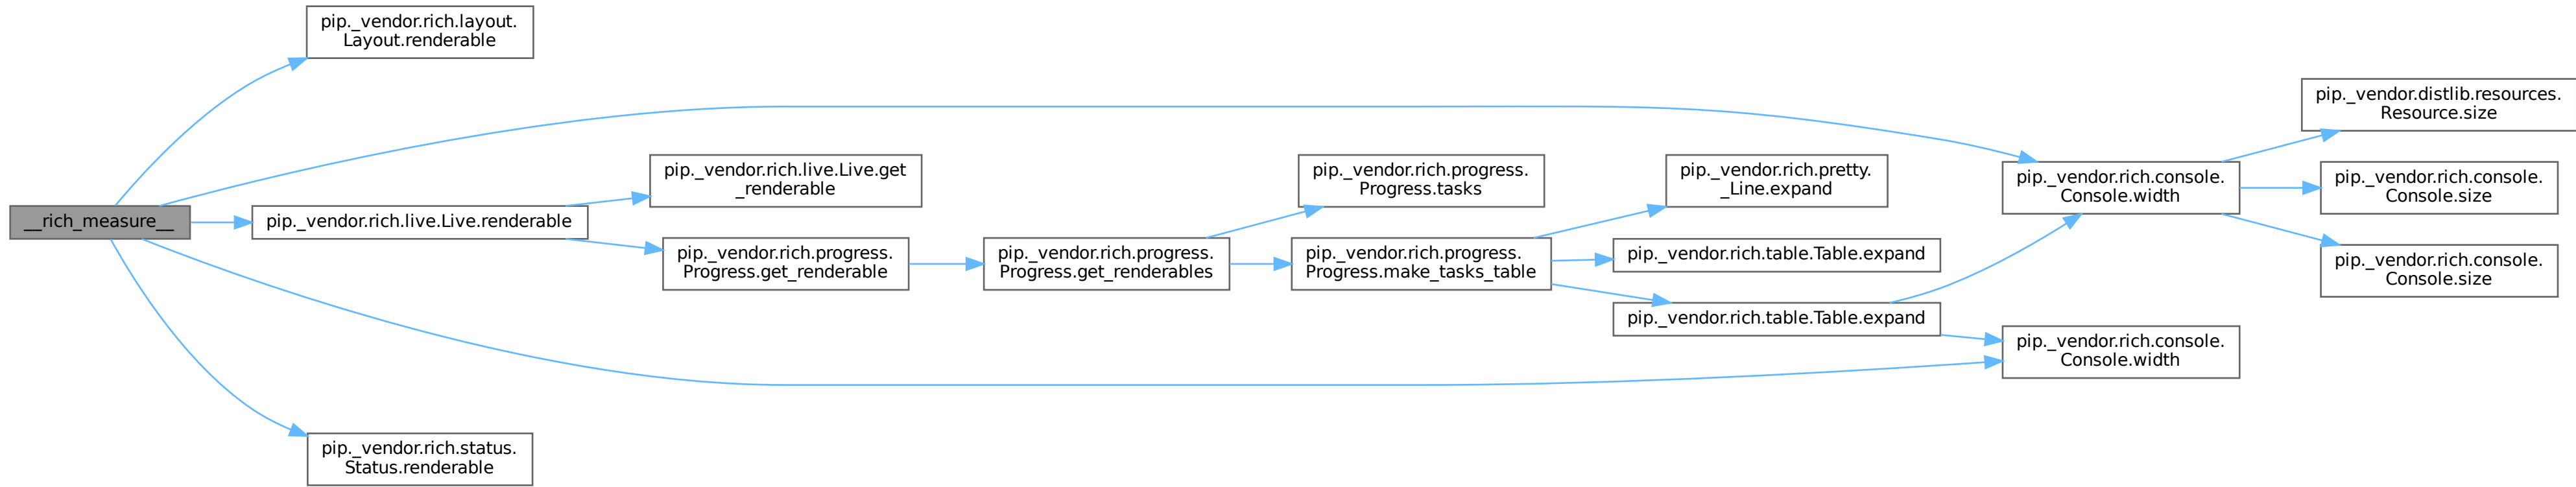 __rich_measure__
pip._vendor.rich.layout.
Layout.renderable
pip._vendor.rich.live.Live.renderable
pip._vendor.rich.status.
Status.renderable
pip._vendor.rich.live.Live.get
_renderable
pip._vendor.rich.progress.
Progress.get_renderable
pip._vendor.rich.progress.
Progress.get_renderables
pip._vendor.rich.progress.
Progress.tasks
pip._vendor.rich.progress.
Progress.make_tasks_table
pip._vendor.rich.pretty.
_Line.expand
pip._vendor.rich.table.Table.expand
pip._vendor.rich.table.Table.expand
pip._vendor.rich.console.
Console.width
pip._vendor.rich.console.
Console.width
pip._vendor.distlib.resources.
Resource.size
pip._vendor.rich.console.
Console.size
pip._vendor.rich.console.
Console.size